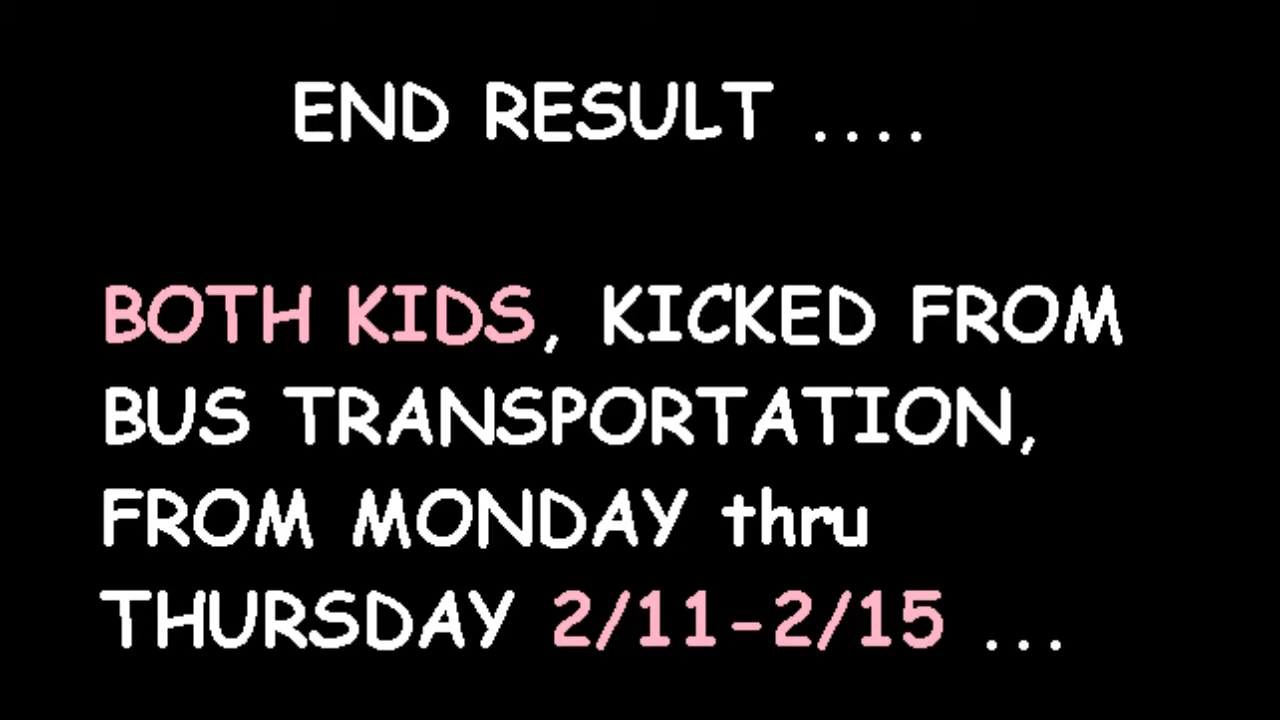 END RESULT ....
BOTH KIDS, KICKED FROM
BUS TRANSPORTATION,
FROM MONDAY thru
THURSDAY 2/11-2/15 ...